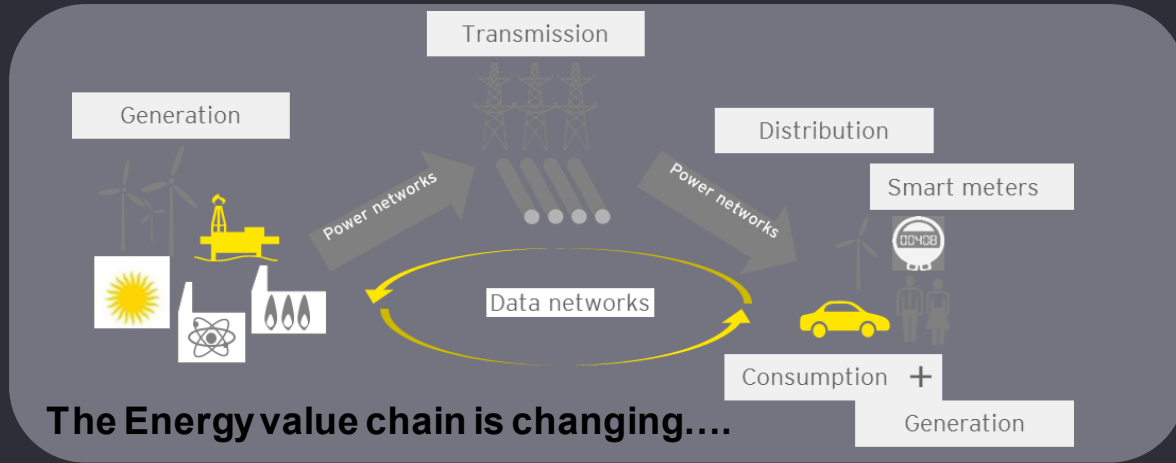 Transmission
Generation
Distribution
Smart meters
Power networks
Power networks
00408
Data networks
Consumption +
Generation
The Energy value chain is changing....